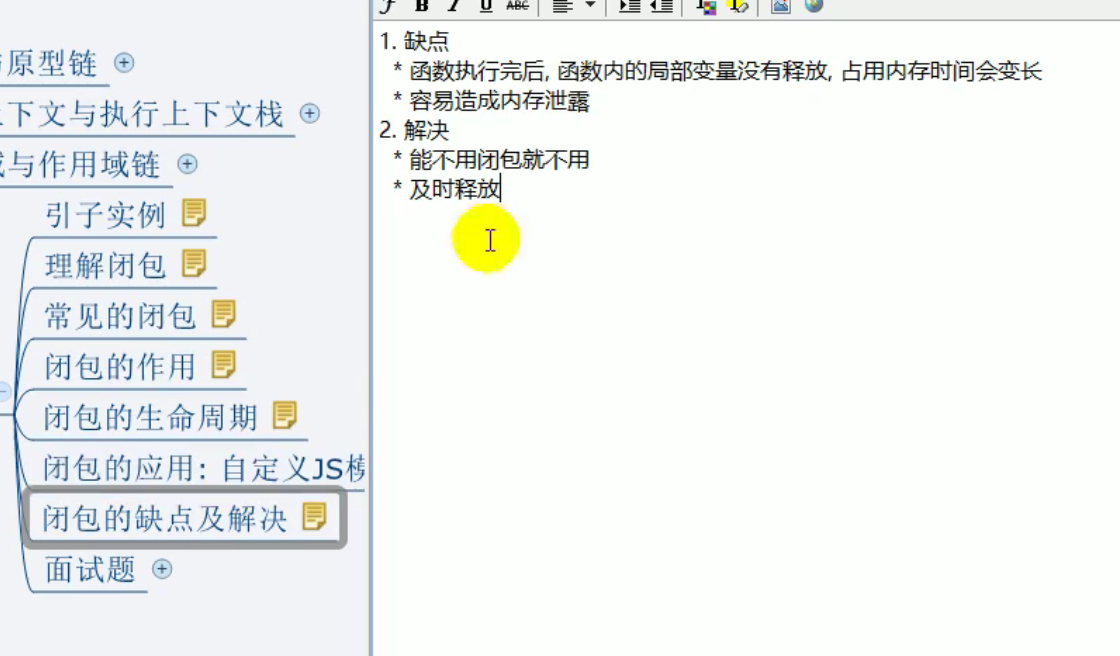 原型链
下文与执行上下文栈
与作用域链
引子实例
理解闭包
常见的闭包
闭包的作用
闭包的生命周期
闭包的应用: 自定义JS模
闭包的缺点及解决
面试题
B I U ABC
1. 缺点
* 函数执行完后, 函数内的局部变量没有释放, 占用内存时间会变长
* 容易造成内存泄露
2. 解决
* 能不用闭包就不用
* 及时释放